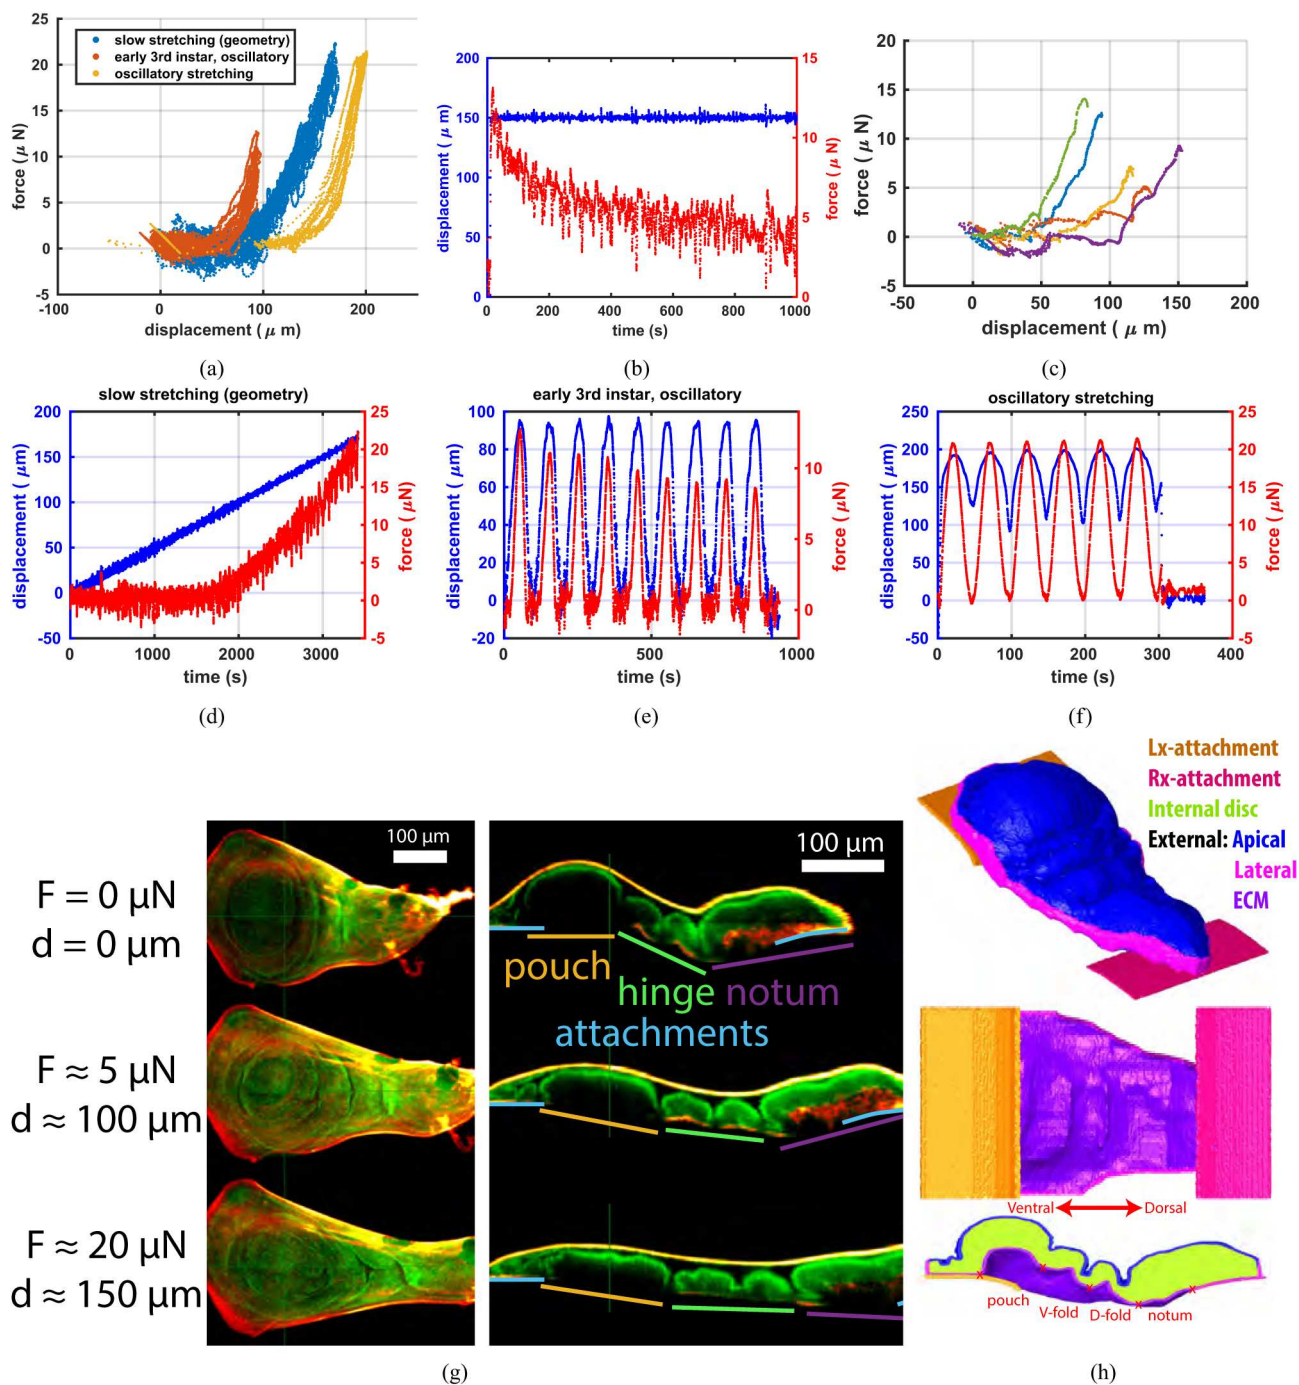 25
20
15
10
5
0
-5
-100
0
100
200
force ( μ N)
displacement ( μ m)
slow stretching (geometry)
early 3rd instar, oscillatory
oscillatory stretching
(a)
200
150
100
50
0
displacement ( μ m)
15
10
5
0
force ( μ N)
0
200
400
600
800
1000
time (s)
(b)
20
15
10
5
0
-5
force ( μ N)
-50
0
50
100
150
200
displacement ( μ m)
(c)
slow stretching (geometry)
200
150
100
50
0
-50
displacement (μm)
25
20
15
10
5
0
-5
force ( μN)
0
1000
2000
3000
time (s)
(d)
early 3rd instar, oscillatory
100
80
60
40
20
0
-20
displacement (μm)
10
5
0
force ( μN)
0
500
1000
time (s)
(e)
oscillatory stretching
250
200
150
100
50
0
-50
displacement (μm)
25
20
15
10
5
0
-5
force ( μN)
0
100
200
300
400
time (s)
(f)
F = 0 μN
d = 0 μm
F ≈ 5 μN
d ≈ 100 μm
F ≈ 20 μN
d ≈ 150 μm
100 μm
100 μm
pouch
hinge notum
attachments
(g)
Lx-attachment
Rx-attachment
Internal disc
External: Apical
Lateral
ECM
Ventral
Dorsal
pouch
V-fold
D-fold
notum
(h)